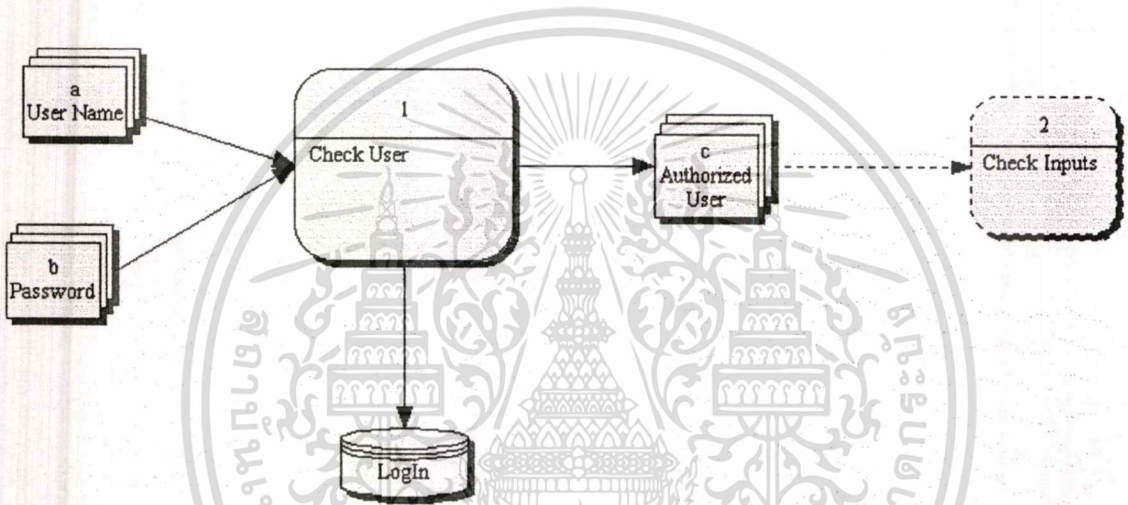 a
User Name
b
Password
1
Check User
LogIn
c
Authorized
User
2
Check Inputs